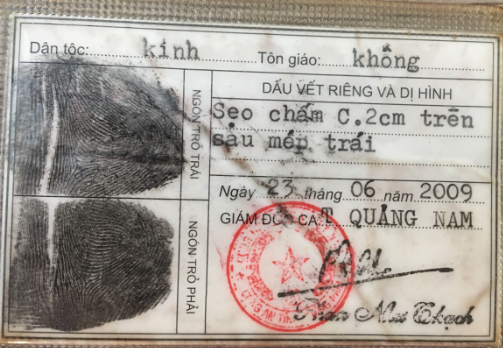 Dân tộc: kinh Tôn giáo: không
NGÓN TRỎ TRÁI
NGÓN TRỎ PHẢI
DẤU VẾT RIÊNG VÀ DỊ HÌNH
Sẹo chấm C.2cm trên
sau mép trái
Ngày 23 tháng 06 năm 2009
GIÁM ĐỐC CA T QUẢNG NAM